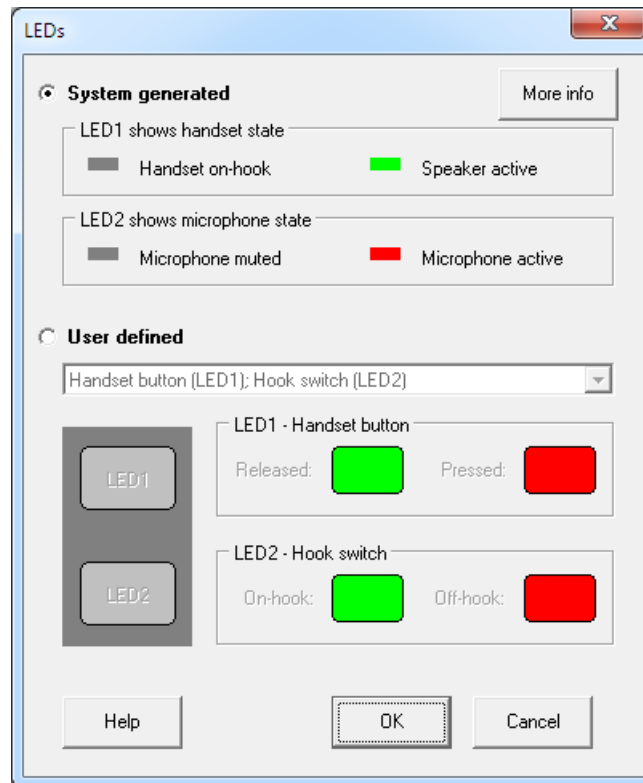 LEDs
System generated
More info
LED1 shows handset state
Handset on-hook
Speaker active
LED2 shows microphone state
Microphone muted
Microphone active
User defined
Handset button (LED1); Hook switch (LED2)
LED1 - Handset button
LED1
Released:
Pressed:
LED2 - Hook switch
LED2
On-hook:
Off-hook:
Help
OK
Cancel